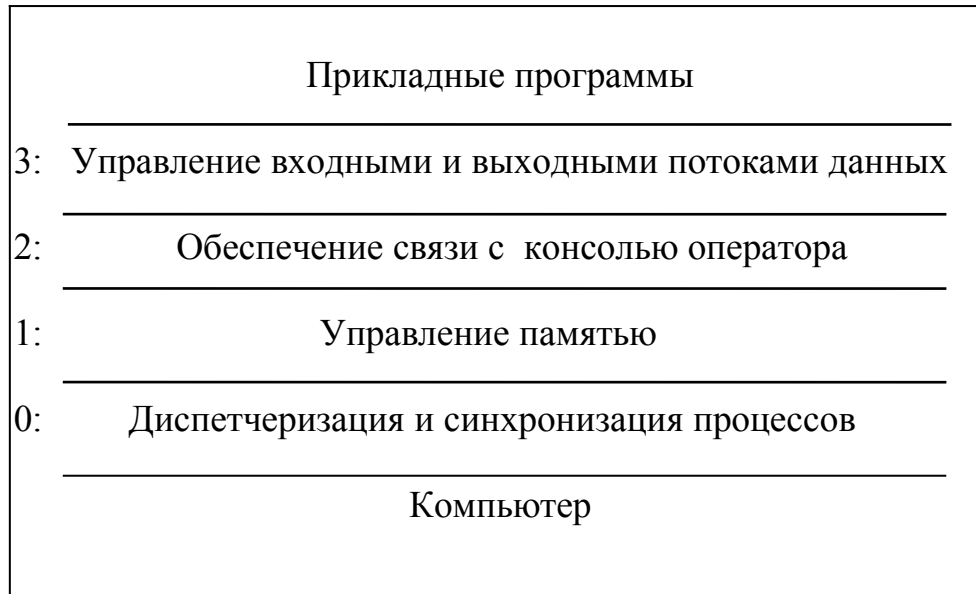 Прикладные программы
3: Управление входными и выходными потоками данных
2: Обеспечение связи с консолью оператора
1: Управление памятью
0: Диспетчеризация и синхронизация процессов
Компьютер